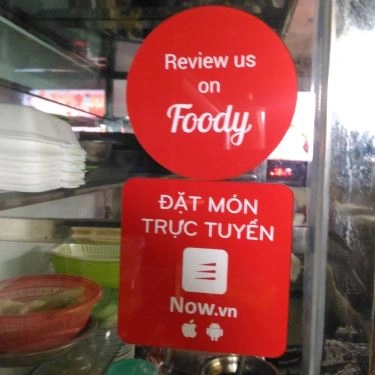 Review us
on
Foody
ĐẶT MÓN
TRỰC TUYẾN
Now.vn